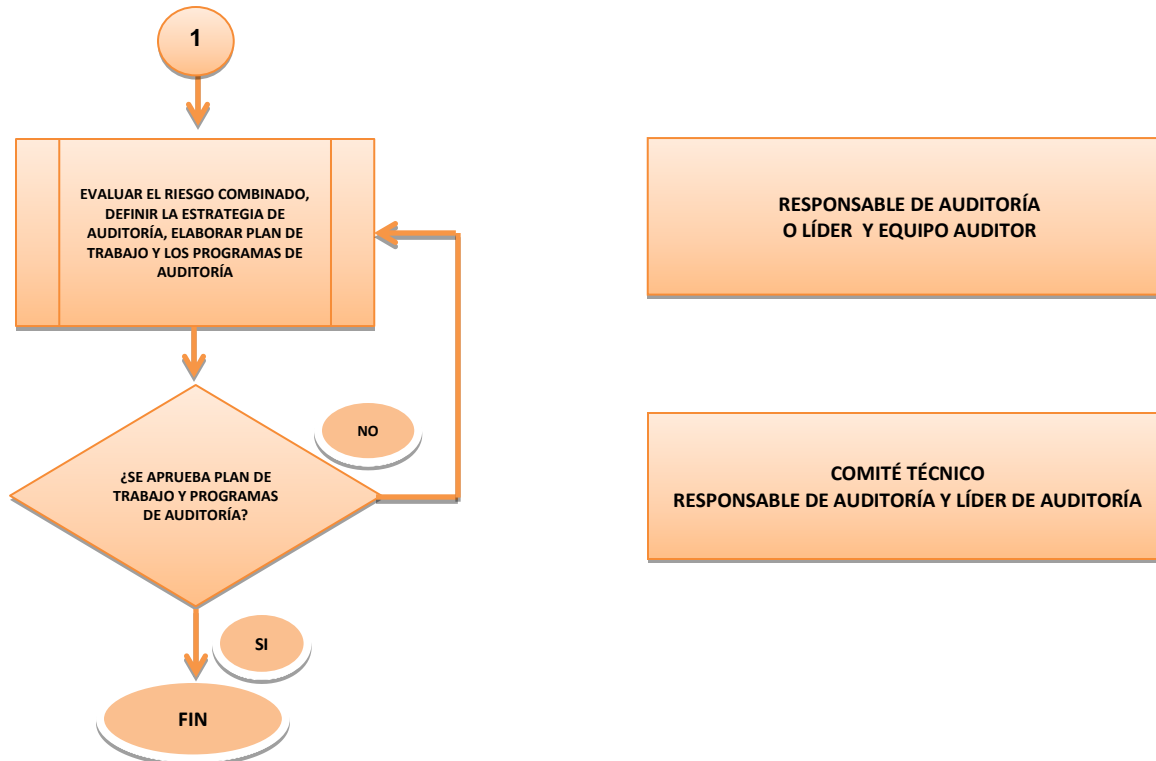 1
EVALUAR EL RIESGO COMBINADO,
DEFINIR LA ESTRATEGIA DE
AUDITORÍA, ELABORAR PLAN DE
TRABAJO Y LOS PROGRAMAS DE
AUDITORÍA
RESPONSABLE DE AUDITORÍA
O LÍDER Y EQUIPO AUDITOR
NO
¿SE APRUEBA PLAN DE
TRABAJO Y PROGRAMAS
DE AUDITORÍA?
COMITÉ TÉCNICO
RESPONSABLE DE AUDITORÍA Y LÍDER DE AUDITORÍA
SI
FIN